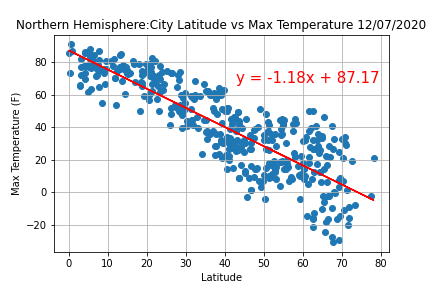 Northern Hemisphere:City Latitude vs Max Temperature 12/07/2020
y = -1.18x + 87.17
Max Temperature (F)
80
60
40
20
0
−20
0 10 20 30 40 50 60 70 80
Latitude